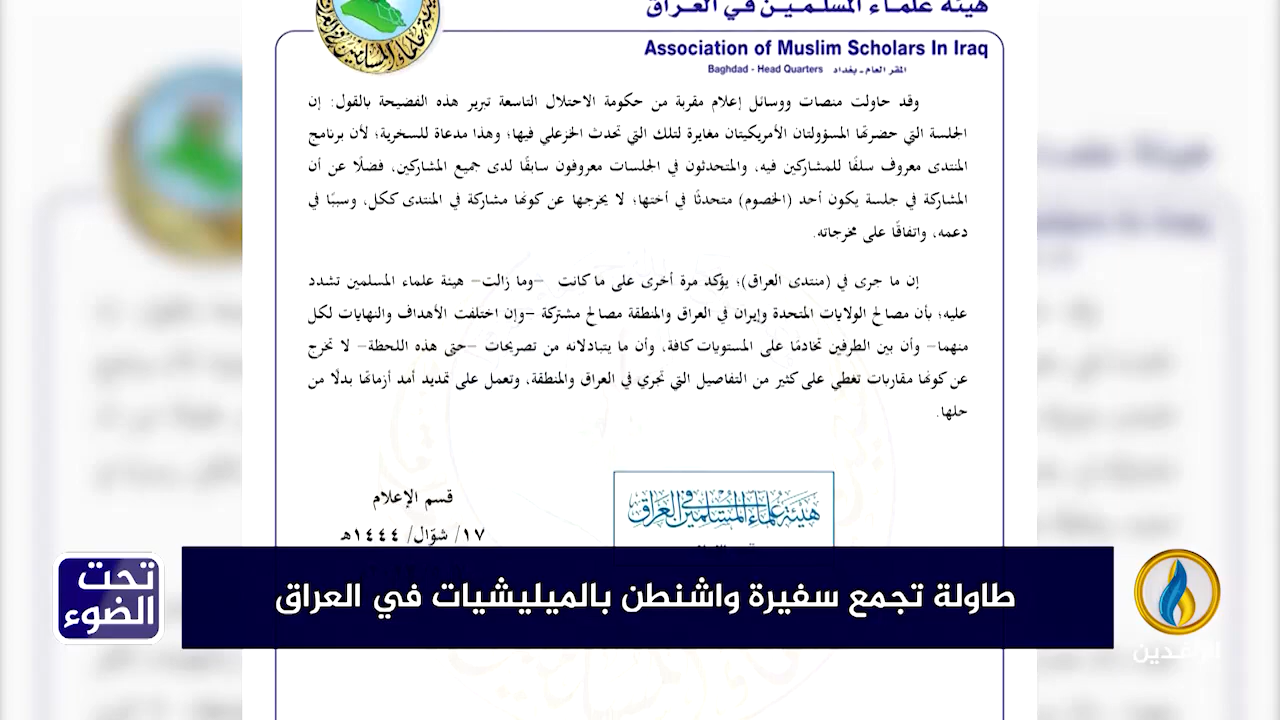 هيئة علماء المسلمين في العراق
Association of Muslim Scholars In Iraq
Baghdad - Head Quarters المقر العام ـ بغداد
وقد حاولت منصات ووسائل إعلام مقربة من حكومة الاحتلال التاسعة تبرير هذه الفضيحة بالقول: إن
الجلسة التي حضرتها المسؤولتان الأمريكيتان مغايرة لتلك التي تحدث الخزعلي فيها؛ وهذا مدعاة للسخرية؛ لأن برنامج
المنتدى معروف سلفًا للمشاركين فيه، والمتحدثون في الجلسات معروفون سابقًا لدى جميع المشاركين، فضلًا عن أن
المشاركة في جلسة يكون أحد (الخصوم) متحدثًا في أختها؛ لا يخرجها عن كونها مشاركة في المنتدى ككل، وسببًا في
دعمه، واتفاقًا على مخرجاته.
إن ما جرى في (منتدى العراق)؛ يؤكد مرة أخرى على ما كانت –وما زالت– هيئة علماء المسلمين تشدد
عليه؛ بأن مصالح الولايات المتحدة وإيران في العراق والمنطقة مصالح مشتركة –وإن اختلفت الأهداف والنهايات لكل
منهما– وأن بين الطرفين تخادمًا على المستويات كافة، وأن ما يتبادلانه من تصريحات –حتى هذه اللحظة– لا تخرج
عن كونها مقاربات تغطي على كثير من التفاصيل التي تجري في العراق والمنطقة، وتعمل على تمديد أمد أزماتها بدلًا من
حلها.
هيئة علماء المسلمين في العراق
قسم الإعلام
١٧/ شوّال/ ١٤٤٤هـ
تحت
الضوء
طاولة تجمع سفيرة واشنطن بالميليشيات في العراق
الرافدين